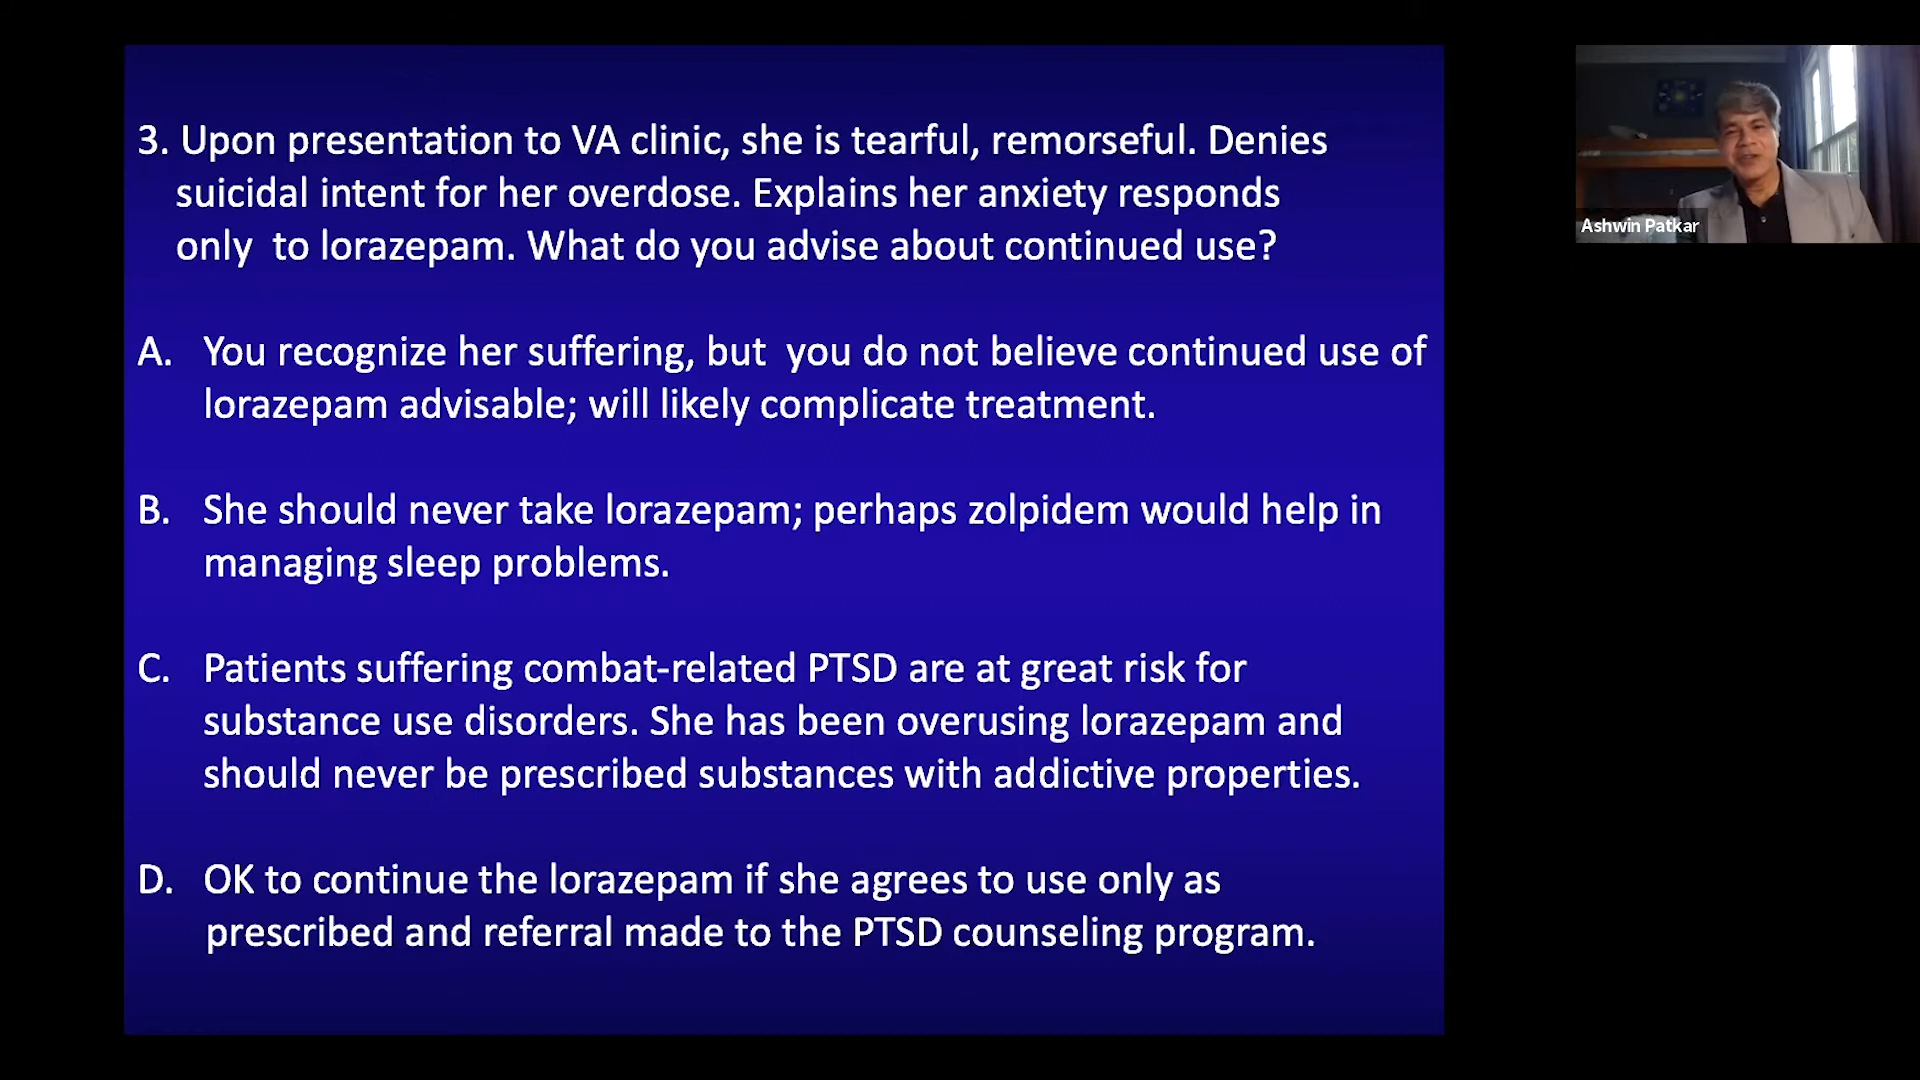 3. Upon presentation to VA clinic, she is tearful, remorseful. Denies
suicidal intent for her overdose. Explains her anxiety responds
only  to lorazepam. What do you advise about continued use?
A. You recognize her suffering, but  you do not believe continued use of
lorazepam advisable; will likely complicate treatment.
B. She should never take lorazepam; perhaps zolpidem would help in
managing sleep problems.
C. Patients suffering combat-related PTSD are at great risk for
substance use disorders. She has been overusing lorazepam and
should never be prescribed substances with addictive properties.
D. OK to continue the lorazepam if she agrees to use only as
prescribed and referral made to the PTSD counseling program.
Ashwin Patkar